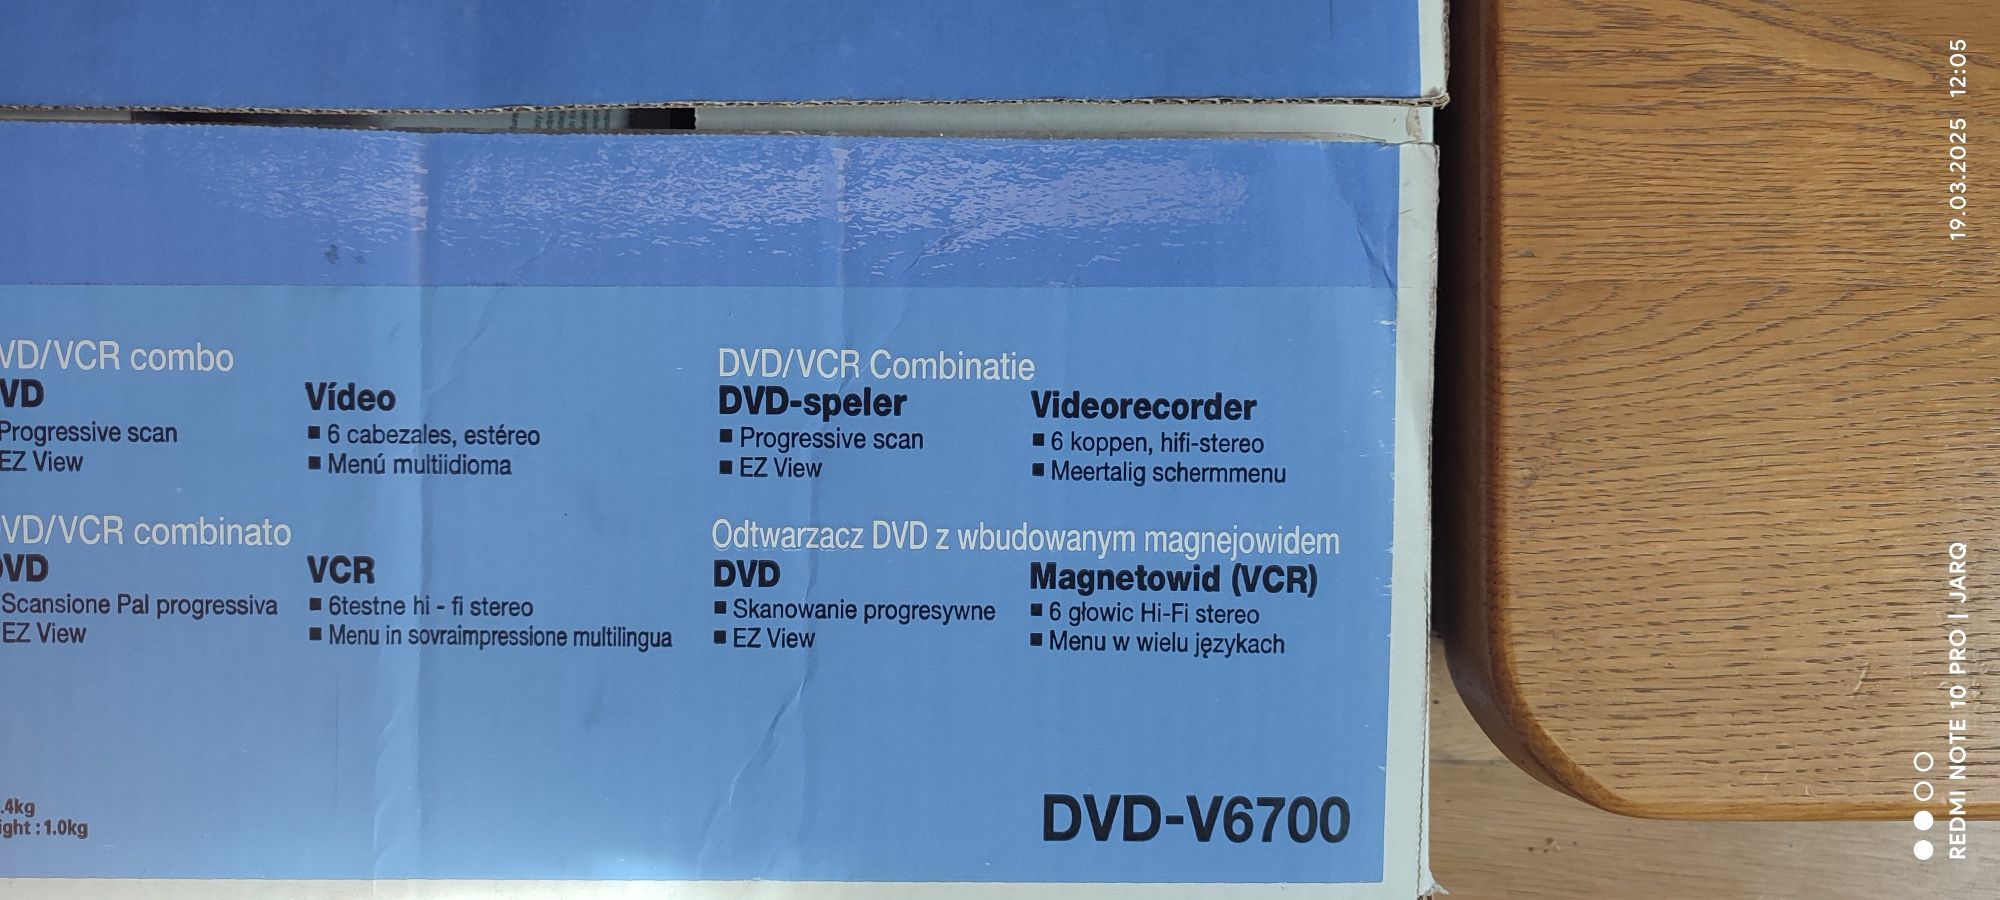 VD/VCR combo
VD
Progressive scan
EZ View
Vídeo
■ 6 cabezales, estéreo
■ Menú multiidioma
DVD/VCR Combinatie
DVD-speler
■ Progressive scan
■ EZ View
Videorecorder
■ 6 koppen, hifi-stereo
■ Meertalig schermmenu
VD/VCR combinato
DVD
Scansione Pal progressiva
EZ View
VCR
■ 6testne hi - fi stereo
■ Menu in sovraimpressione multilingua
Odtwarzacz DVD z wbudowanym magnejowidem
DVD
■ Skanowanie progresywne
■ EZ View
Magnetowid (VCR)
■ 6 głowic Hi-Fi stereo
■ Menu w wielu językach
.4kg
ight : 1.0kg
DVD-V6700
REDMI NOTE 10 PRO | JARQ
19.03.2025 12:05